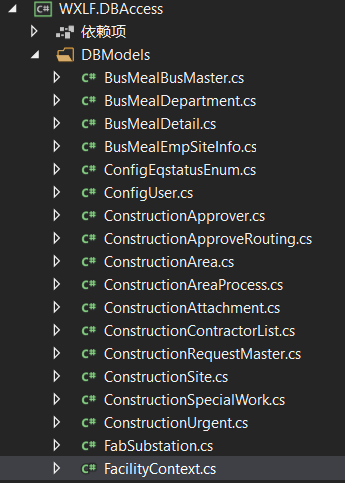 WXLF.DBAccess
依赖项
DBModels
C# BusMealBusMaster.cs
C# BusMealDepartment.cs
C# BusMealDetail.cs
C# BusMealEmpSiteInfo.cs
C# ConfigEqstatusEnum.cs
C# ConfigUser.cs
C# ConstructionApprover.cs
C# ConstructionApproveRouting.cs
C# ConstructionArea.cs
C# ConstructionAreaProcess.cs
C# ConstructionAttachment.cs
C# ConstructionContractorList.cs
C# ConstructionRequestMaster.cs
C# ConstructionSite.cs
C# ConstructionSpecialWork.cs
C# ConstructionUrgent.cs
C# FabSubstation.cs
C# FacilityContext.cs